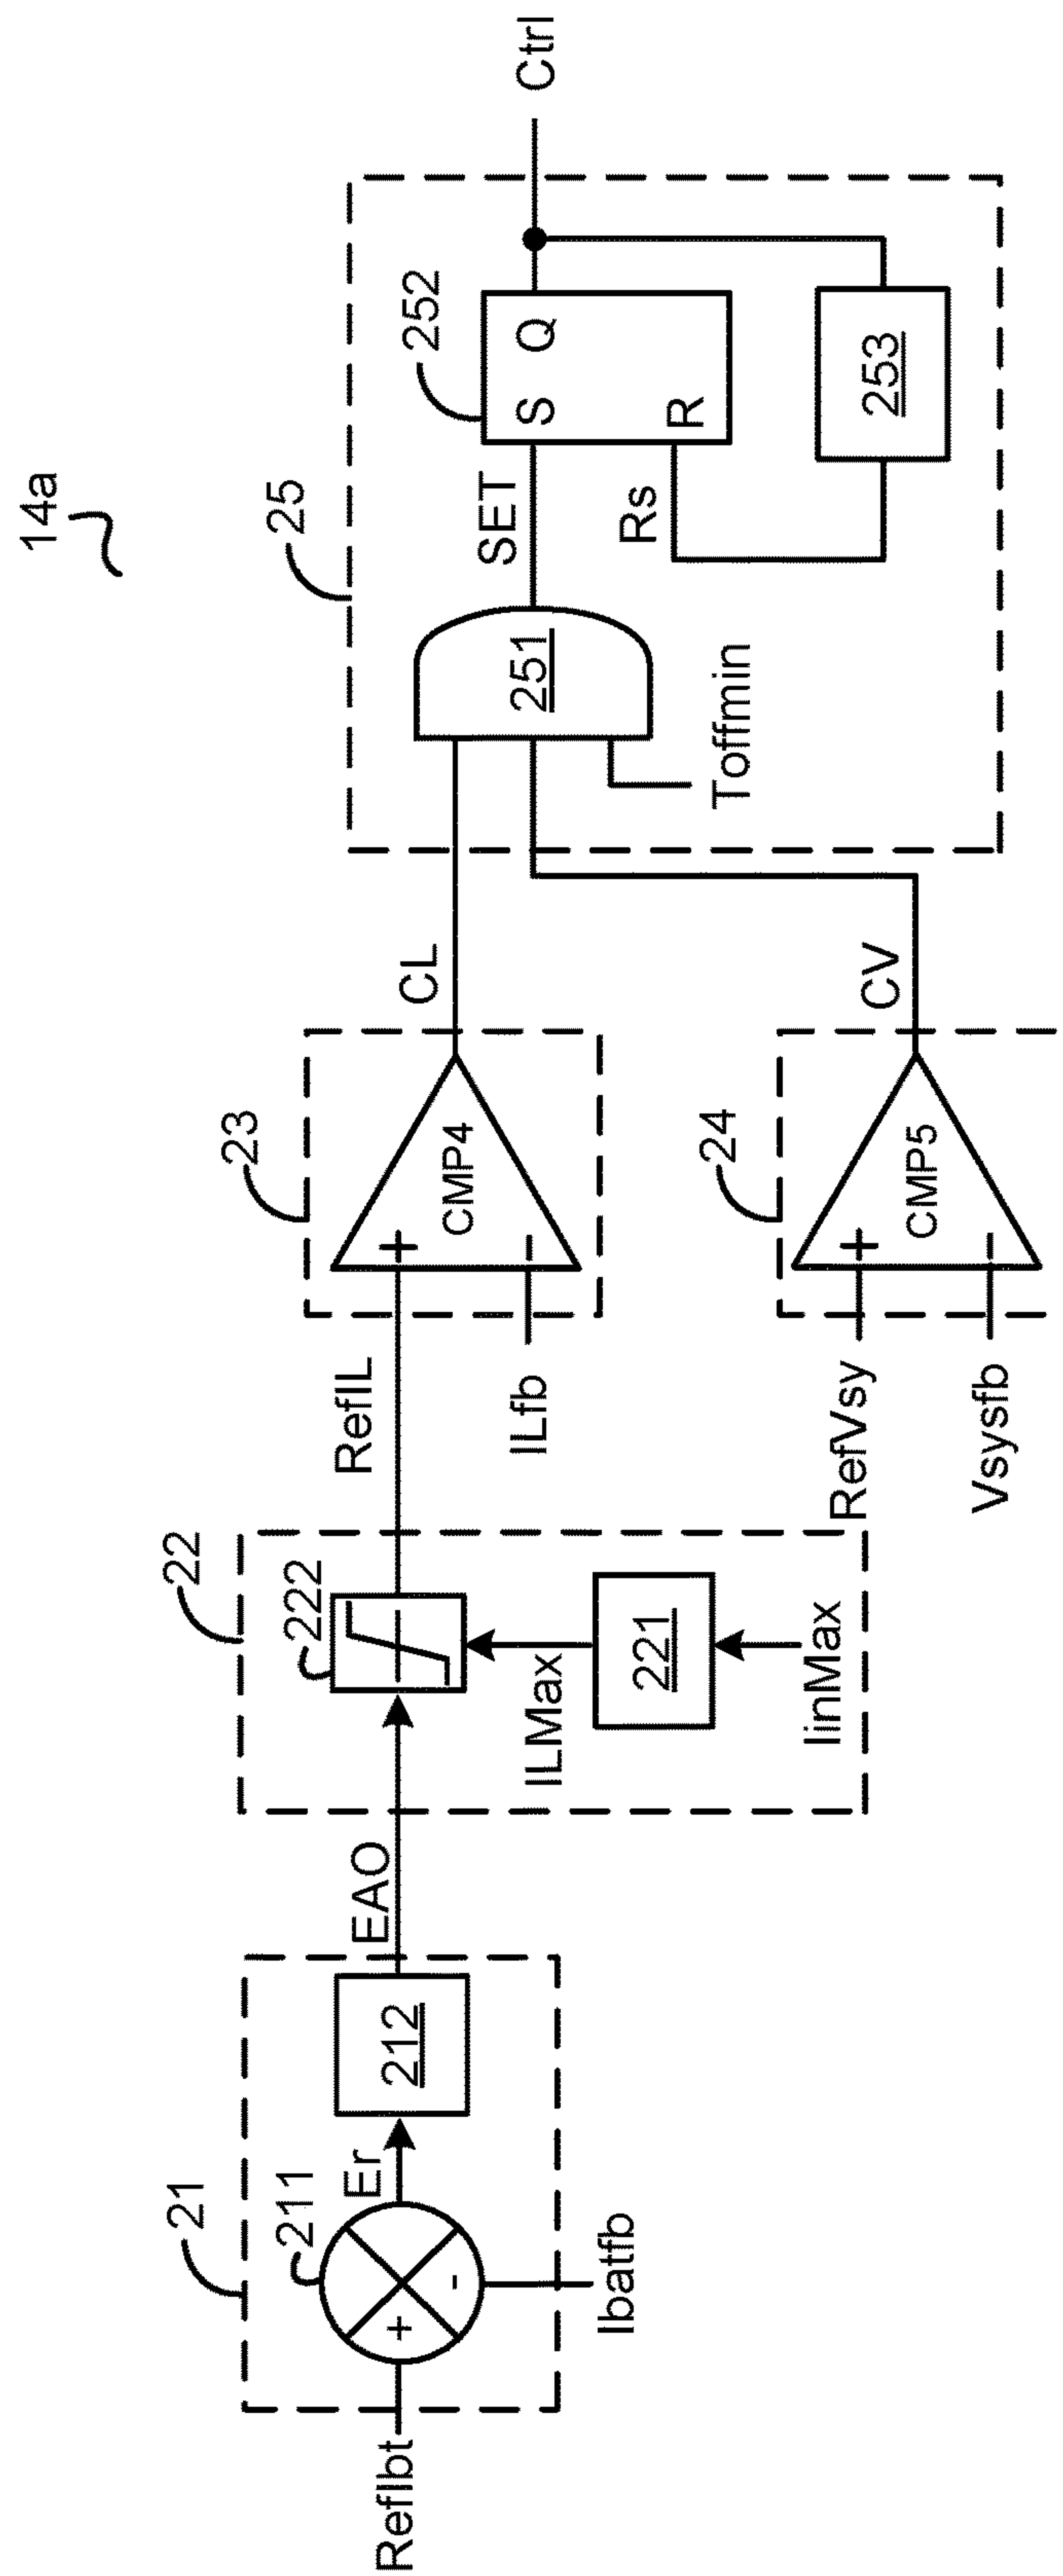 14a
21
211
RefIbt
+
-
Ibatfb
Er
212
EAO
22
222
ILMax
221
IinMax
RefIL
ILfb
23
+
-
CMP4
CL
RefVsy
Vsysfb
24
+
-
CMP5
CV
25
251
Toffmin
SET
252
S
Q
R
Rs
253
Ctrl